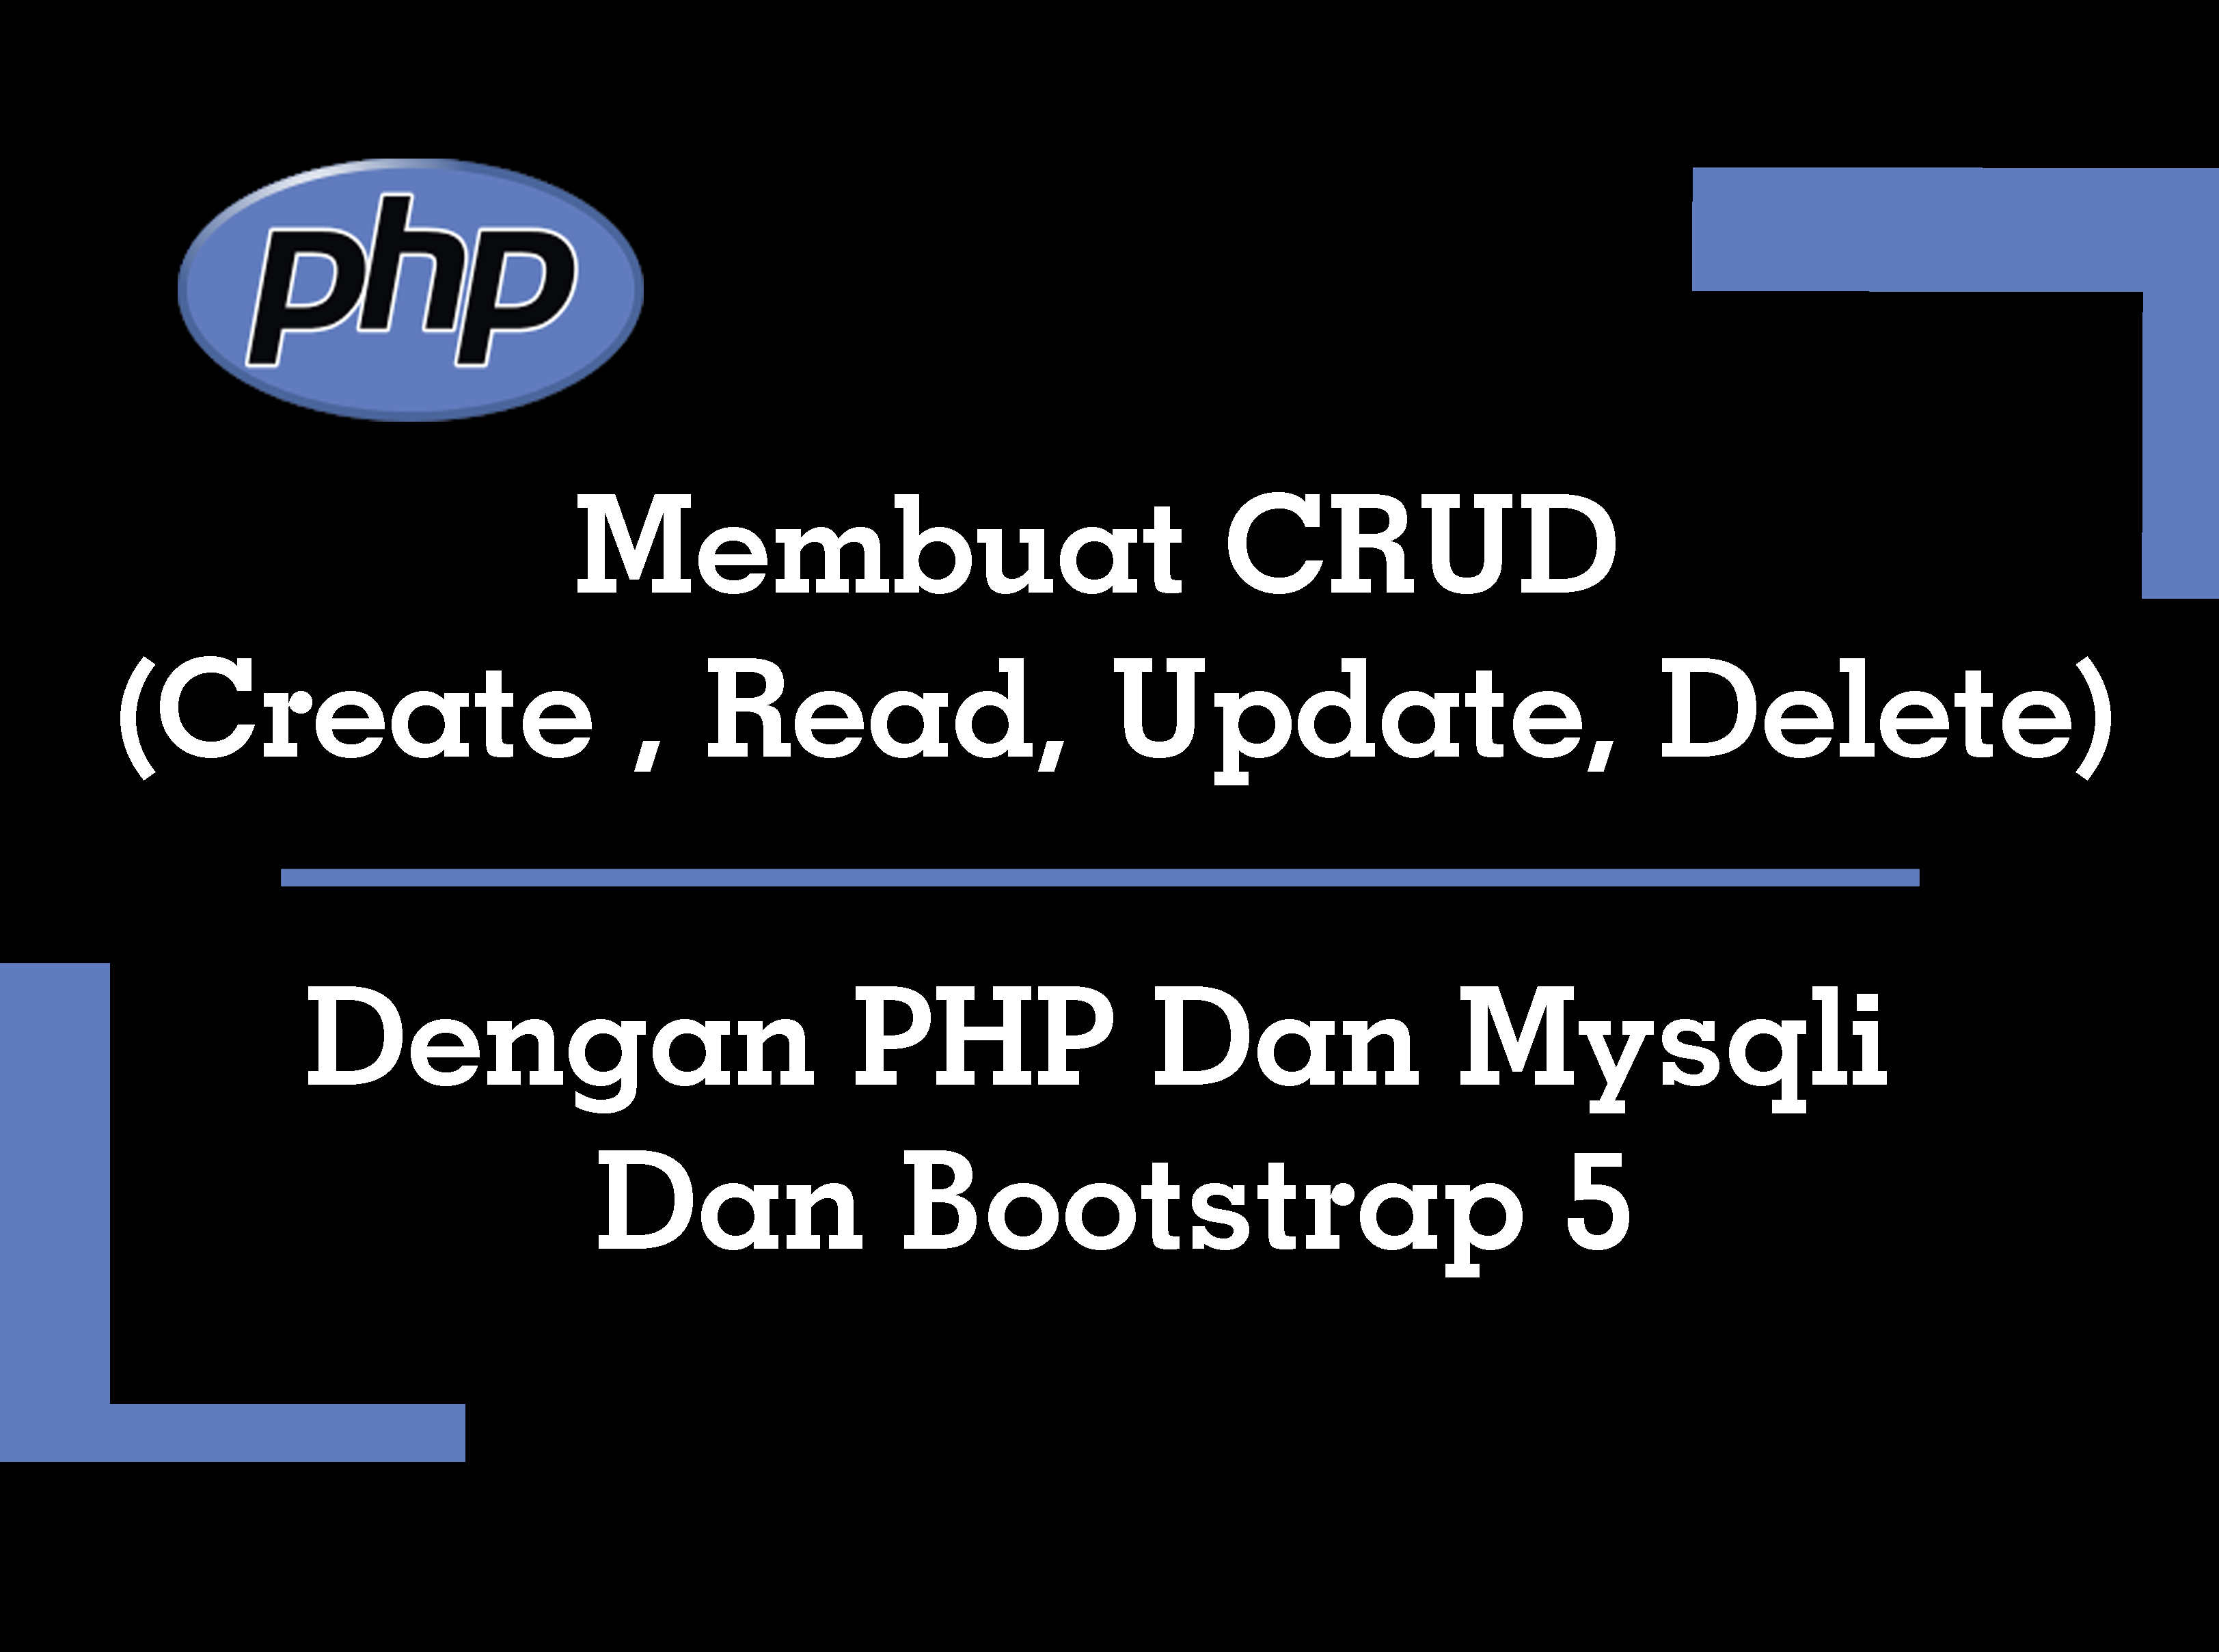 php
Membuat CRUD
(Create , Read, Update, Delete)
Dengan PHP Dan Mysqli
Dan Bootstrap 5